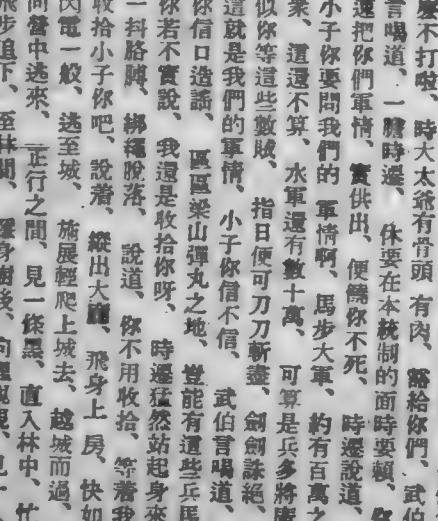 麼不打啦、時大太爺有骨頭、有肉、豁給你們、武伯
言喝道、一膽時遷、休要在本統制的面時耍賴、你
速把你們軍情、實供出、便饒你不死、時遷說道、
小子你要問我們的軍情啊、馬步大軍、約有百萬之
衆、這還不算、水軍還有數十萬、可算是兵多將廣
似你等這些數賊、指日便可刀刀斬盡、劍劍誅絕、
這就是我們的軍情、小子你信不信、武伯言喝道、
你信口造謠、區區梁山彈丸之地、豈能有這些兵馬
你若不實說、我還是收拾你呀、時遷猛然站起身來
一抖胳膊、綁繩脫落、說道、你不用收拾、等着我
收拾小子你吧、說着、縱出大廳、飛身上房、快如
閃電一般、逃至城、施展輕爬上城去、越城而過、
向營中逃來、正行之間、見一條黑、直入林中、忙
步追下、至林間、身樹後、向